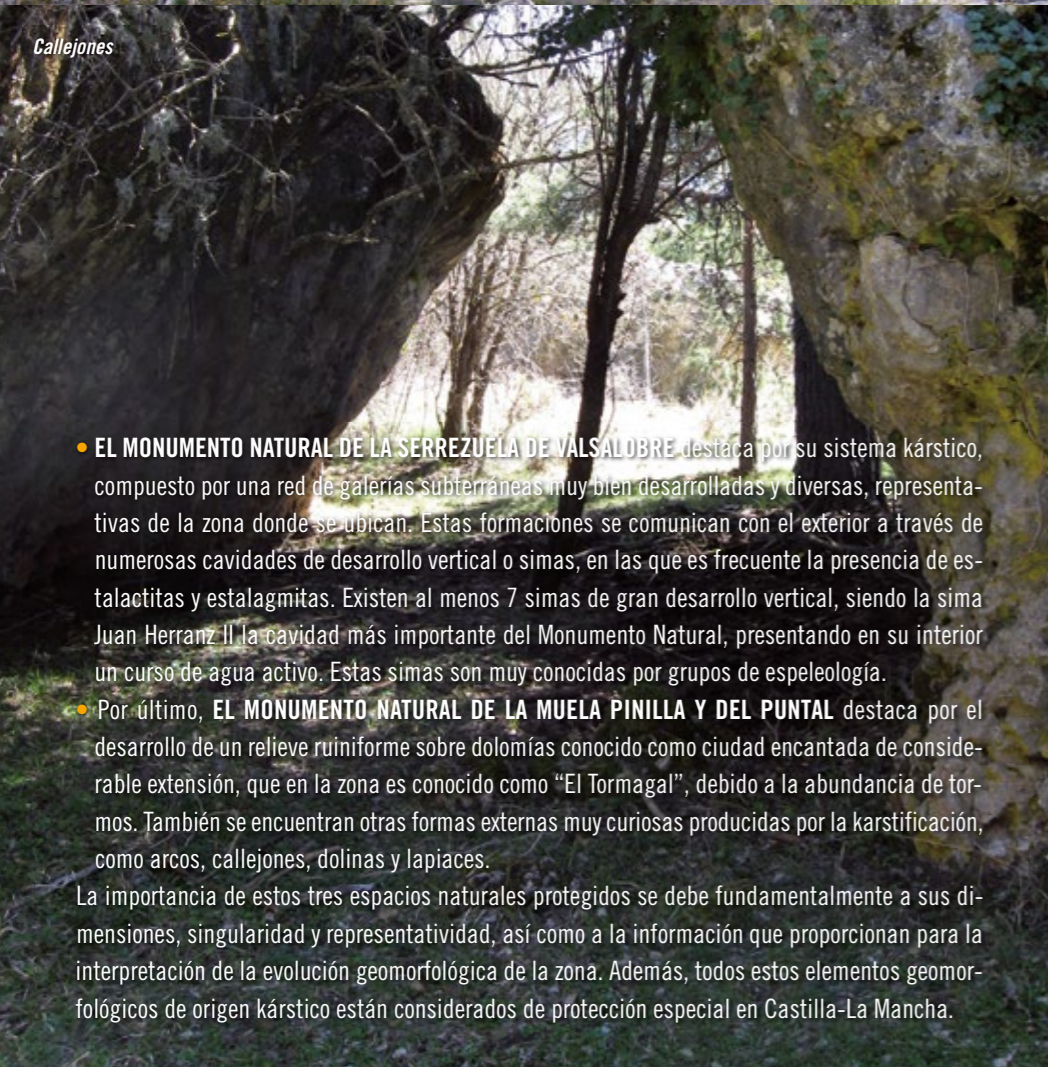 Callejones
• EL MONUMENTO NATURAL DE LA SERREZUELA DE VALSALOBRE destaca por su sistema kárstico,
compuesto por una red de galerías subterráneas muy bien desarrolladas y diversas, representa-
tivas de la zona donde se ubican. Estas formaciones se comunican con el exterior a través de
numerosas cavidades de desarrollo vertical o simas, en las que es frecuente la presencia de es-
talactitas y estalagmitas. Existen al menos 7 simas de gran desarrollo vertical, siendo la sima
Juan Herranz II la cavidad más importante del Monumento Natural, presentando en su interior
un curso de agua activo. Estas simas son muy conocidas por grupos de espeleología.
• Por último, EL MONUMENTO NATURAL DE LA MUELA PINILLA Y DEL PUNTAL destaca por el
desarrollo de un relieve ruiniforme sobre dolomías conocido como ciudad encantada de conside-
rable extensión, que en la zona es conocido como “El Tormagal”, debido a la abundancia de tor-
mos. También se encuentran otras formas externas muy curiosas producidas por la karstificación,
como arcos, callejones, dolinas y lapiaces.
La importancia de estos tres espacios naturales protegidos se debe fundamentalmente a sus di-
mensiones, singularidad y representatividad, así como a la información que proporcionan para la
interpretación de la evolución geomorfológica de la zona. Además, todos estos elementos geomor-
fológicos de origen kárstico están considerados de protección especial en Castilla-La Mancha.